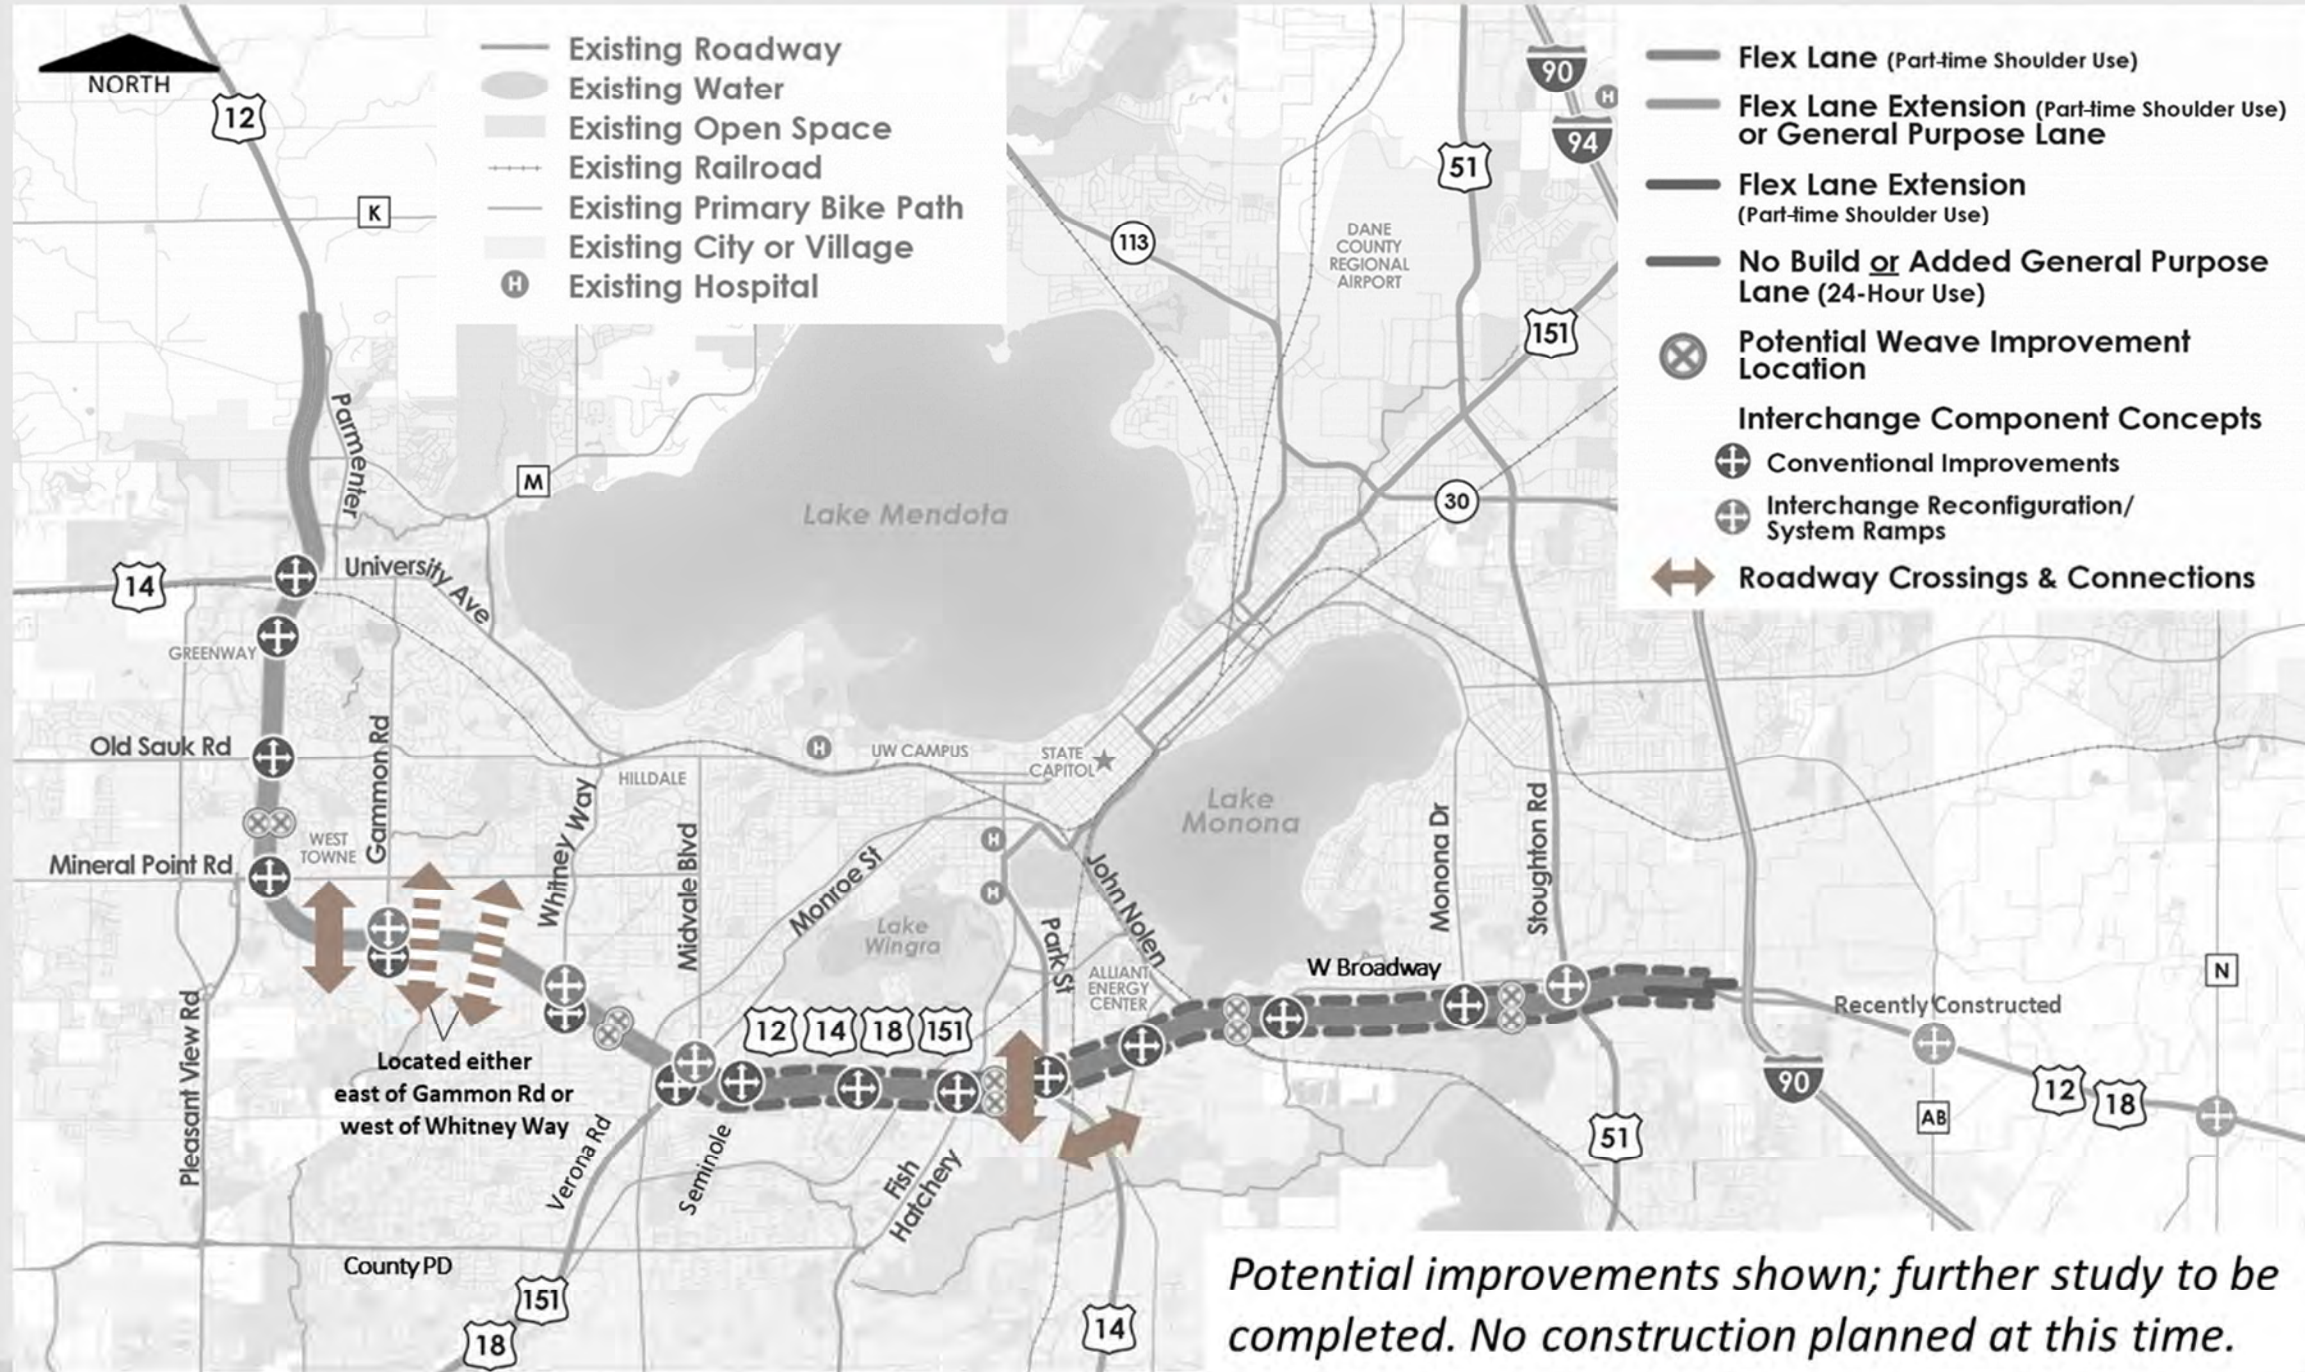 NORTH
Existing Roadway
Existing Water
Existing Open Space
Existing Railroad
Existing Primary Bike Path
Existing City or Village
H
Existing Hospital
Flex Lane (Part-time Shoulder Use)
Flex Lane Extension (Part-time Shoulder Use)
or General Purpose Lane
Flex Lane Extension
(Part-time Shoulder Use)
No Build or Added General Purpose
Lane (24-Hour Use)
Potential Weave Improvement
Location
Interchange Component Concepts
Conventional Improvements
Interchange Reconfiguration/
System Ramps
Roadway Crossings & Connections
12
K
90
H
94
51
113
DANE
COUNTY
REGIONAL
AIRPORT
151
Parmenter
M
Lake Mendota
30
14
University Ave
GREENWAY
Old Sauk Rd
Gammon Rd
HILLDALE
H
UW CAMPUS
STATE
CAPITOL
Lake
Monona
WEST
TOWNE
Mineral Point Rd
Whitney Way
Midvale Blvd
Monroe St
H
H
Lake
Wingra
John Nolen
Park St
ALLIANT
ENERGY
CENTER
Monona Dr
Stoughton Rd
W Broadway
N
Recently Constructed
Pleasant View Rd
12
14
18
151
Located either
east of Gammon Rd or
west of Whitney Way
90
12
18
AB
51
Verona Rd
Seminole
Fish
Hatchery
County PD
151
18
14
Potential improvements shown; further study to be
completed. No construction planned at this time.